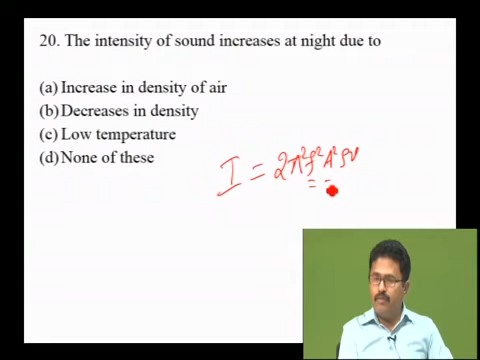 20. The intensity of sound increases at night due to
(a) Increase in density of air
(b) Decreases in density
(c) Low temperature
(d) None of these
I = 2π²f²A²ρv